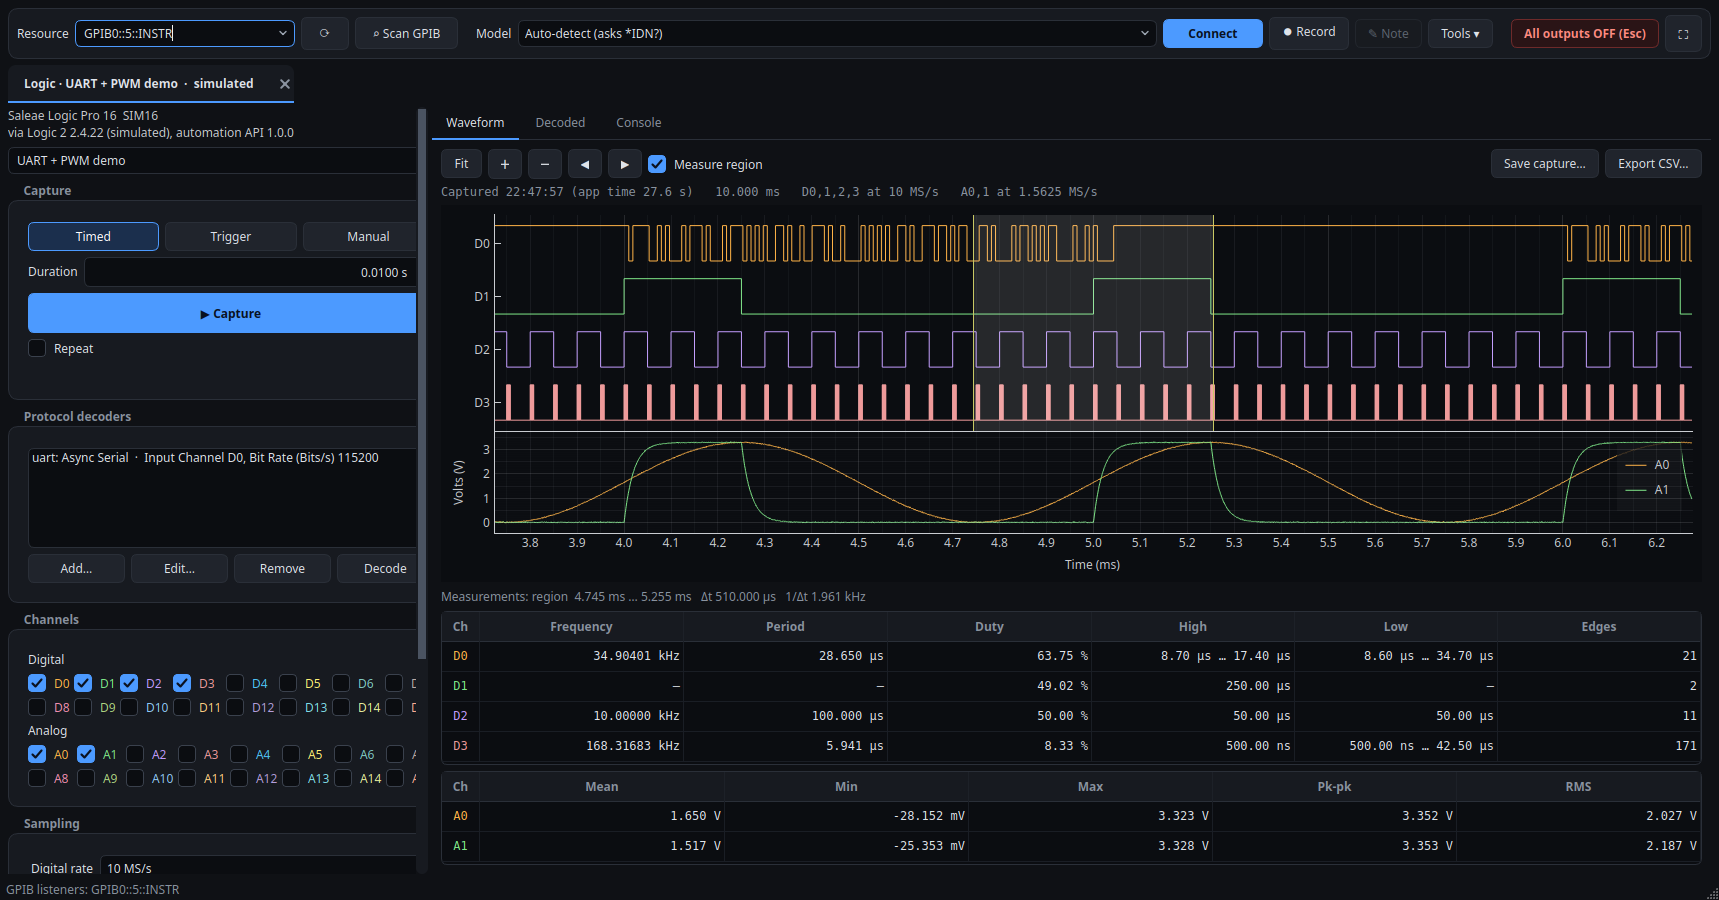 Resource GPIB0::5::INSTR ⟳ ⌕ Scan GPIB Model Auto-detect (asks *IDN?) Connect ● Record ✎ Note Tools ▾ All outputs OFF (Esc)
Logic · UART + PWM demo · simulated
Saleae Logic Pro 16 SIM16
via Logic 2 2.4.22 (simulated), automation API 1.0.0
UART + PWM demo
Capture
Timed Trigger Manual
Duration 0.0100 s
▶ Capture
Repeat
Protocol decoders
uart: Async Serial · Input Channel D0, Bit Rate (Bits/s) 115200
Add... Edit... Remove Decode
Channels
Digital
D0 D1 D2 D3 D4 D5 D6
D8 D9 D10 D11 D12 D13 D14
Analog
A0 A1 A2 A3 A4 A5 A6
A8 A9 A10 A11 A12 A13 A14
Sampling
Digital rate 10 MS/s
Waveform Decoded Console
Fit + − ◀ ▶ Measure region Save capture... Export CSV...
Captured 22:47:57 (app time 27.6 s) 10.000 ms D0,1,2,3 at 10 MS/s A0,1 at 1.5625 MS/s
D0
D1
D2
D3
Volts (V)
3
2
1
0
A0
A1
3.8 3.9 4.0 4.1 4.2 4.3 4.4 4.5 4.6 4.7 4.8 4.9 5.0 5.1 5.2 5.3 5.4 5.5 5.6 5.7 5.8 5.9 6.0 6.1 6.2
Time (ms)
Measurements: region 4.745 ms ... 5.255 ms Δt 510.000 µs 1/Δt 1.961 kHz
Ch Frequency Period Duty High Low Edges
D0 34.90401 kHz 28.650 µs 63.75 % 8.70 µs … 17.40 µs 8.60 µs … 34.70 µs 21
D1 — — 49.02 % 250.00 µs — 2
D2 10.00000 kHz 100.000 µs 50.00 % 50.00 µs 50.00 µs 11
D3 168.31683 kHz 5.941 µs 8.33 % 500.00 ns 500.00 ns … 42.50 µs 171
Ch Mean Min Max Pk-pk RMS
A0 1.650 V -28.152 mV 3.323 V 3.352 V 2.027 V
A1 1.517 V -25.353 mV 3.328 V 3.353 V 2.187 V
GPIB listeners: GPIB0::5::INSTR